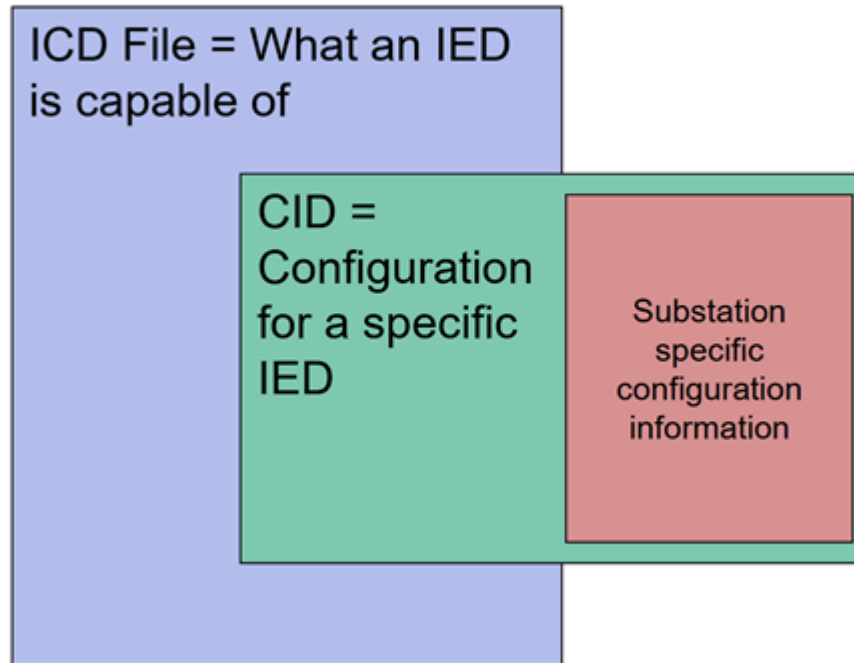 ICD File = What an IED
is capable of
CID =
Configuration
for a specific
IED
Substation
specific
configuration
information